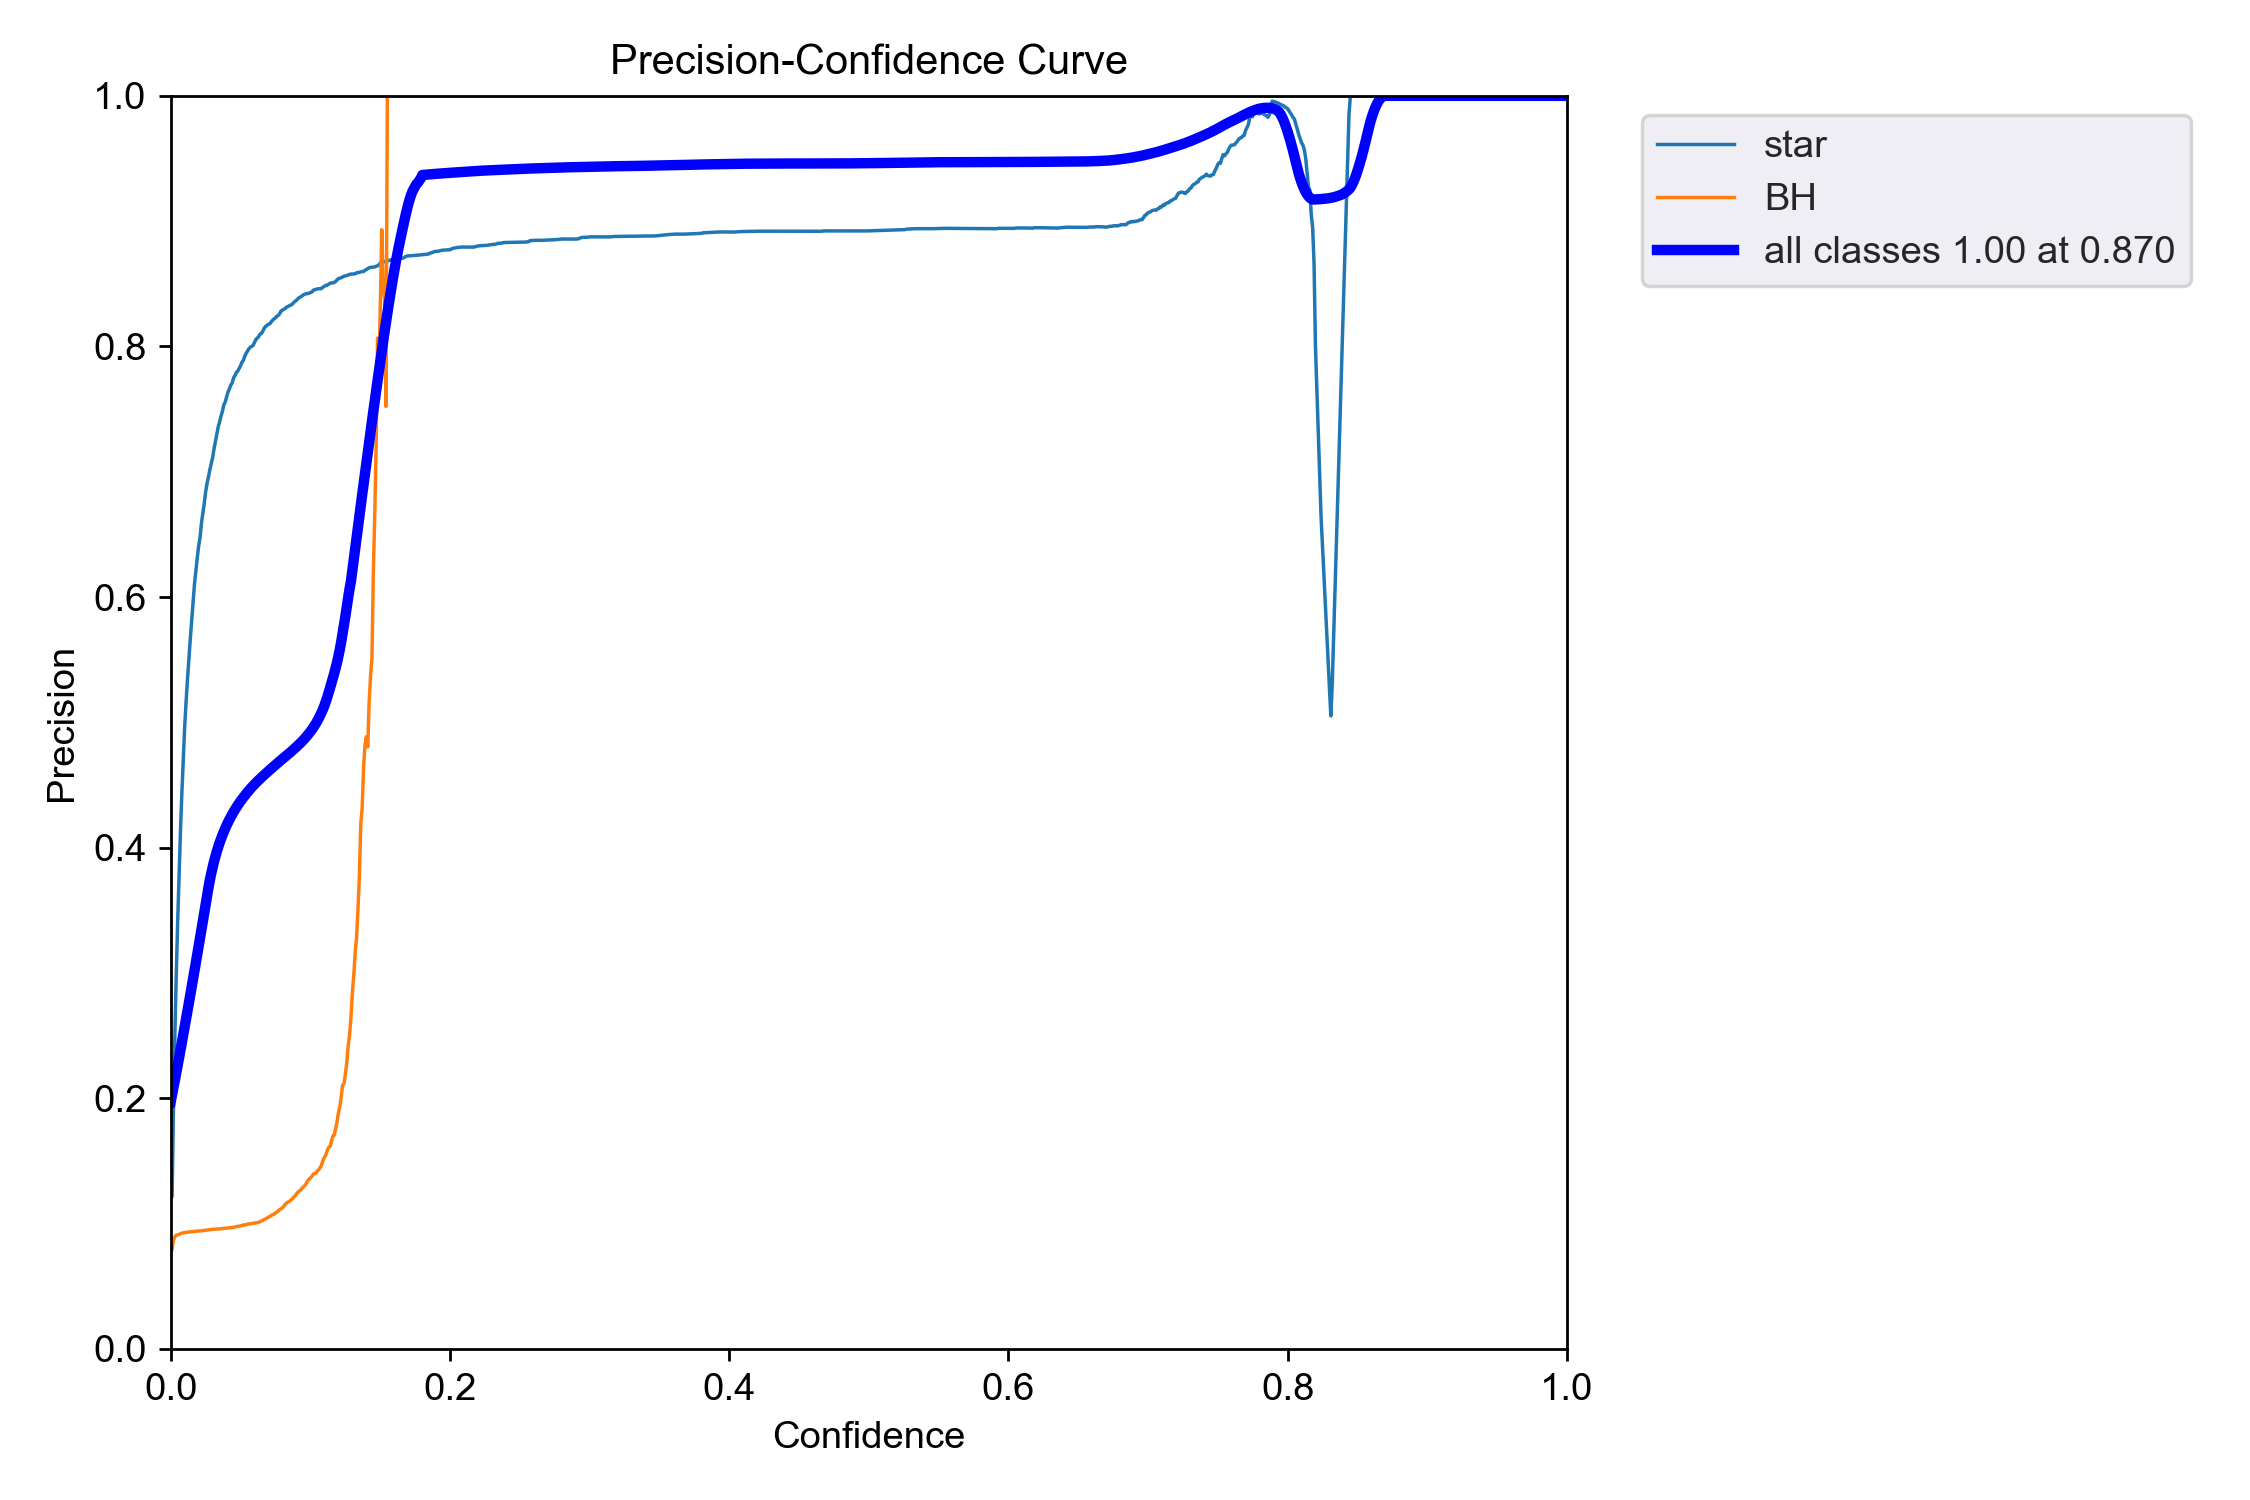 Precision-Confidence Curve
1.0
0.8
0.6
0.4
0.2
0.0
Precision
0.0 0.2 0.4 0.6 0.8 1.0
Confidence
star
BH
all classes 1.00 at 0.870